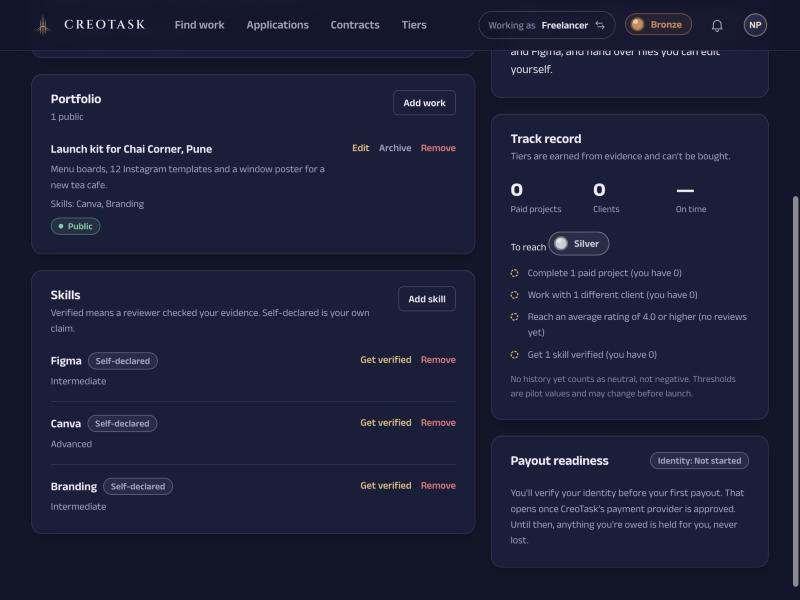 CREOTASK
Find work
Applications
Contracts
Tiers
Working as Freelancer
Bronze
NP
and Figma, and hand over files you can edit
yourself.
Portfolio
1 public
Add work
Launch kit for Chai Corner, Pune
Edit
Archive
Remove
Menu boards, 12 Instagram templates and a window poster for a
new tea cafe.
Skills: Canva, Branding
Public
Skills
Verified means a reviewer checked your evidence. Self-declared is your own
claim.
Add skill
Figma Self-declared
Get verified
Remove
Intermediate
Canva Self-declared
Get verified
Remove
Advanced
Branding Self-declared
Get verified
Remove
Intermediate
Track record
Tiers are earned from evidence and can't be bought.
0
0
—
Paid projects
Clients
On time
To reach Silver
Complete 1 paid project (you have 0)
Work with 1 different client (you have 0)
Reach an average rating of 4.0 or higher (no reviews
yet)
Get 1 skill verified (you have 0)
No history yet counts as neutral, not negative. Thresholds
are pilot values and may change before launch.
Payout readiness
Identity: Not started
You'll verify your identity before your first payout. That
opens once CreoTask's payment provider is approved.
Until then, anything you're owed is held for you, never
lost.